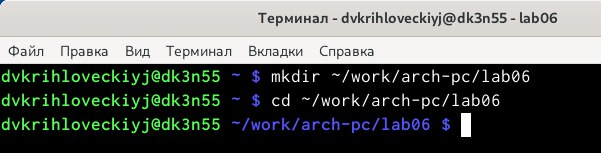 Терминал - dvkrihloveckiyj@dk3n55 - lab06
Файл Правка Вид Терминал Вкладки Справка
dvkrihloveckiyj@dk3n55 ~ $ mkdir ~/work/arch-pc/lab06
dvkrihloveckiyj@dk3n55 ~ $ cd ~/work/arch-pc/lab06
dvkrihloveckiyj@dk3n55 ~/work/arch-pc/lab06 $